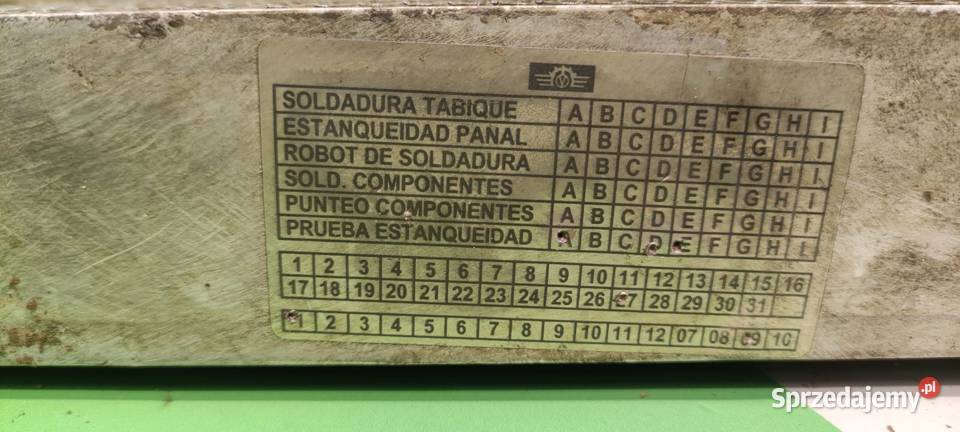 SOLDADURA TABIQUE A B C D E F G H I
ESTANQUEIDAD PANAL A B C D E F G H I
ROBOT DE SOLDADURA A B C D E F G H I
SOLD. COMPONENTES A B C D E F G H I
PUNTEO COMPONENTES A B C D E F G H I
PRUEBA ESTANQUEIDAD A B C D E F G H I
1 2 3 4 5 6 7 8 9 10 11 12 13 14 15 16
17 18 19 20 21 22 23 24 25 26 27 28 29 30 31
1 2 3 4 5 6 7 8 9 10 11 12 07 08 09 10
Sprzedajemy.pl